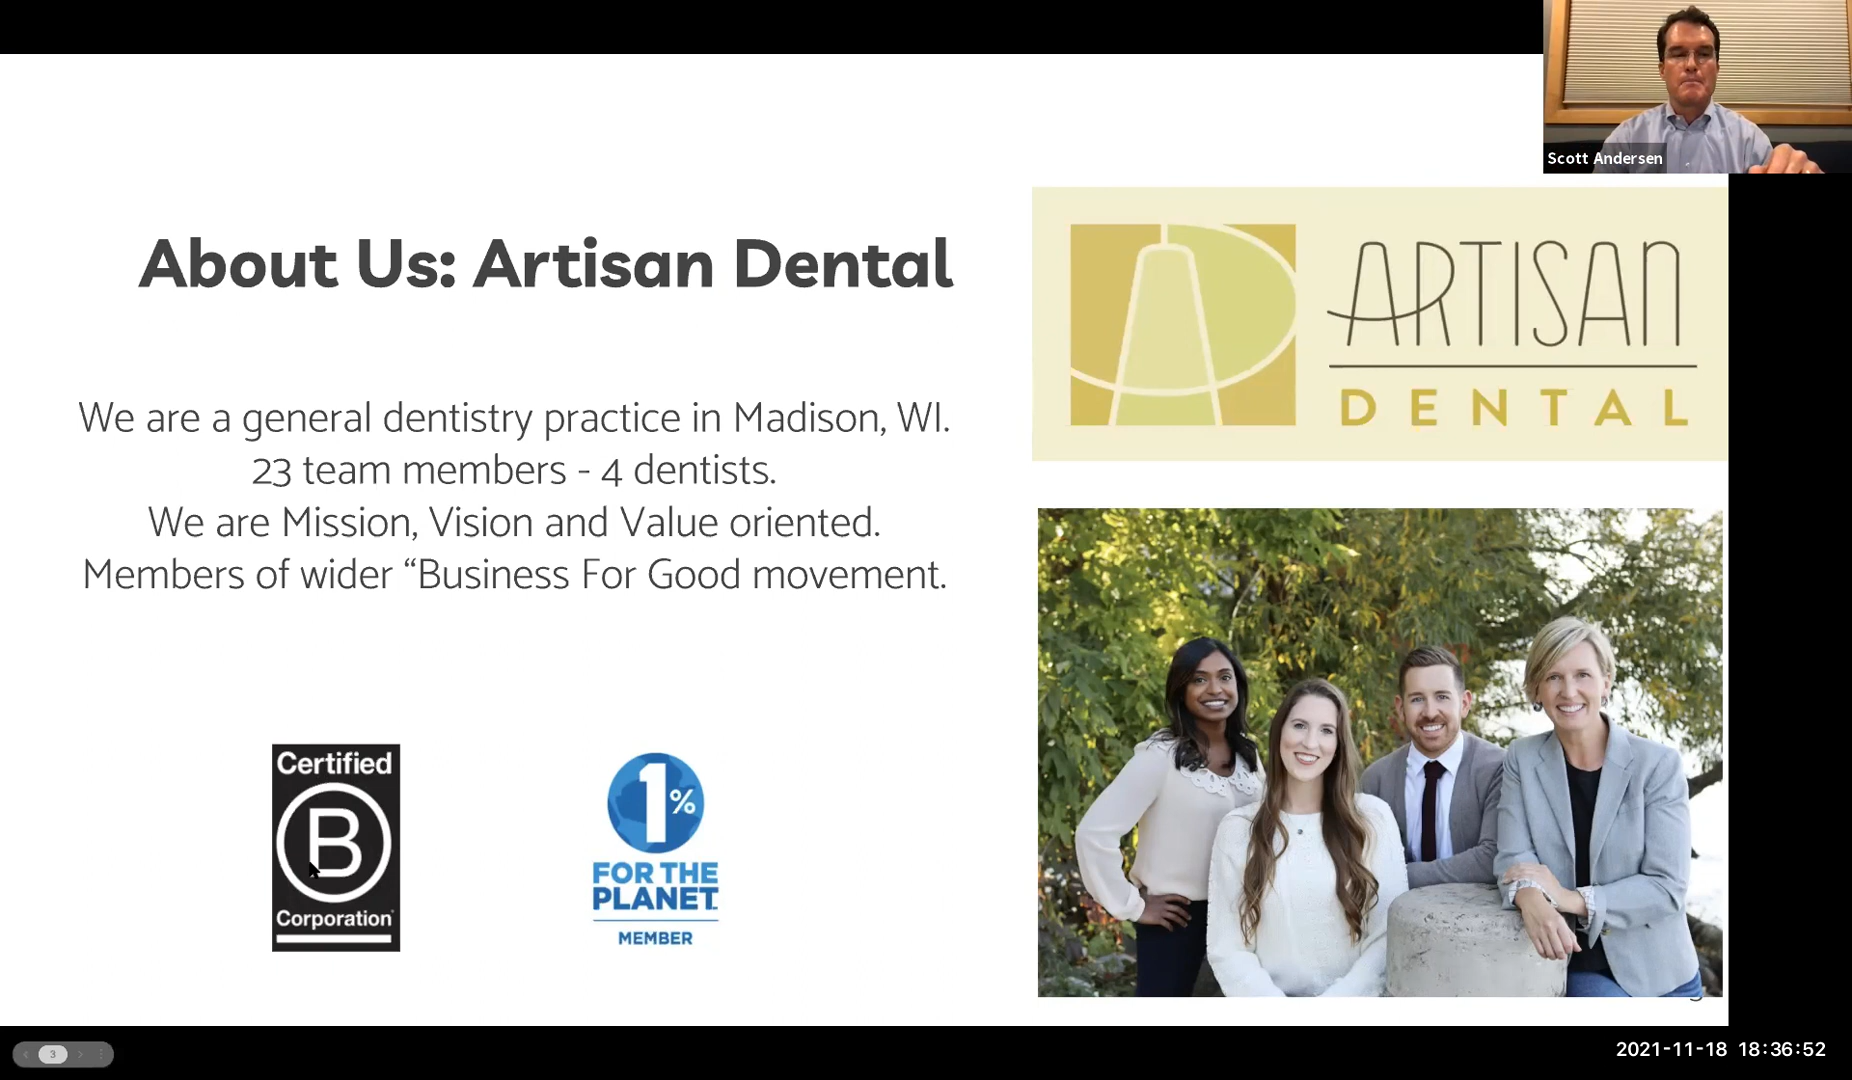 Scott Andersen
About Us: Artisan Dental
We are a general dentistry practice in Madison, WI.
23 team members - 4 dentists.
We are Mission, Vision and Value oriented.
Members of wider “Business For Good movement.
ARTISAN
DENTAL
Certified
B
Corporation
1%
FOR THE
PLANET
MEMBER
3
2021-11-18 18:36:52